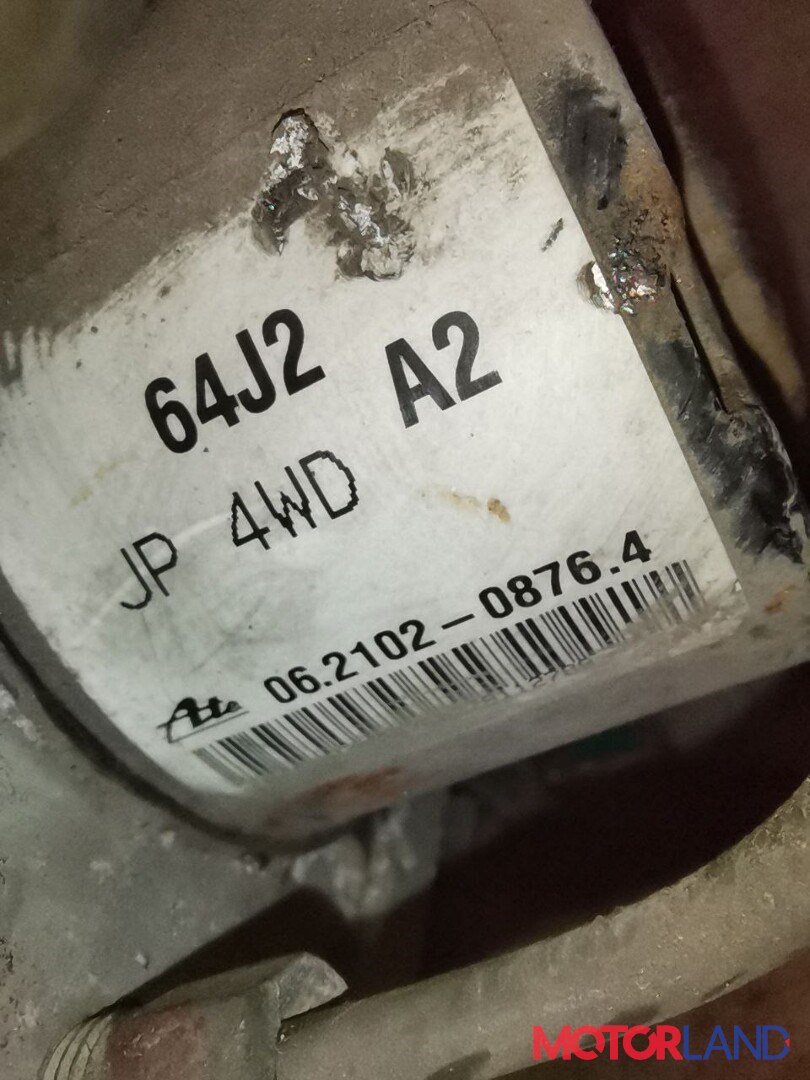 64J2 A2
JP 4WD
06.2102-0876.4
Ate
MOTORLAND